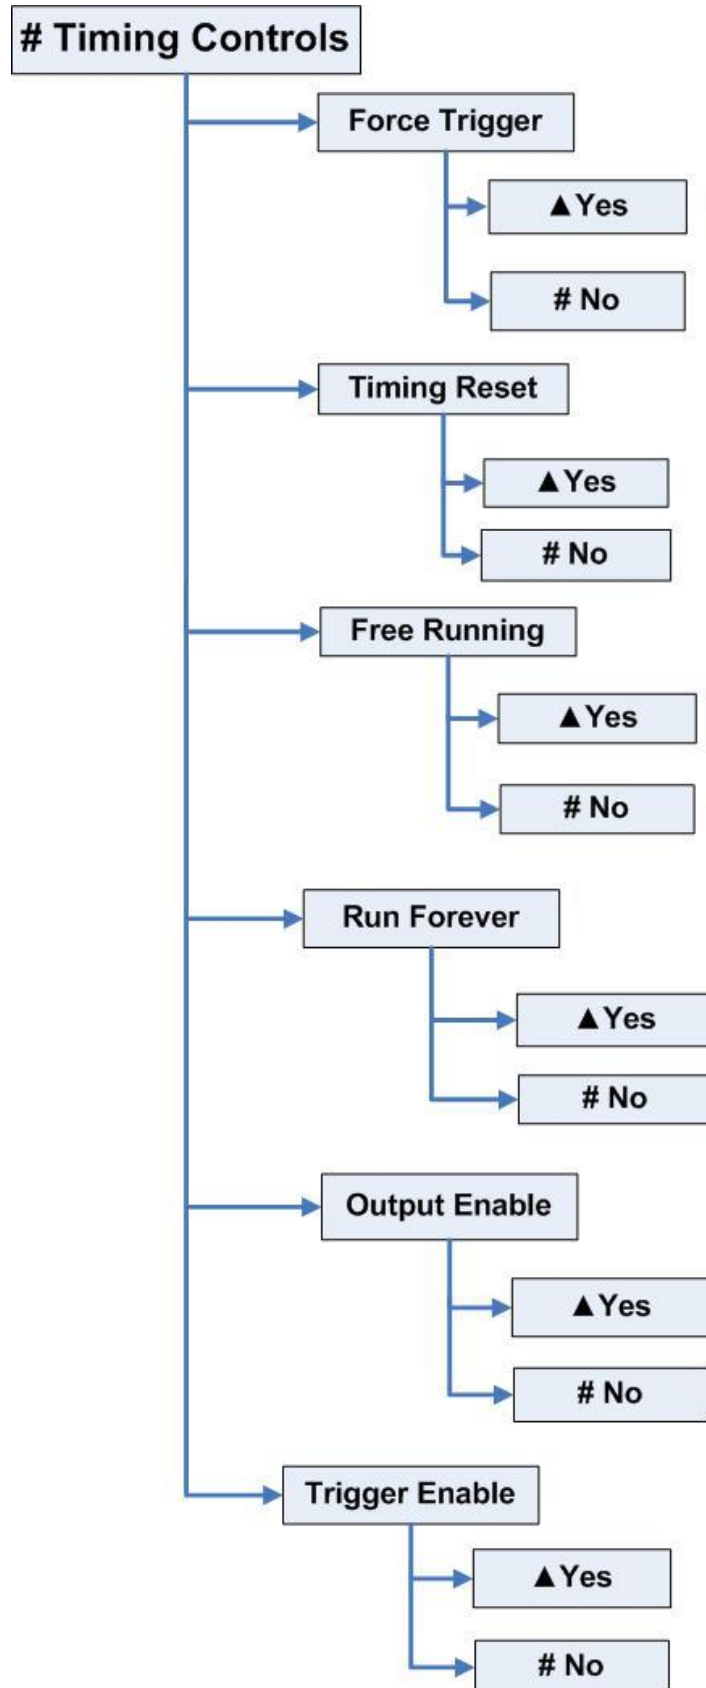 # Timing Controls
Force Trigger
▲Yes
# No
Timing Reset
▲Yes
# No
Free Running
▲Yes
# No
Run Forever
▲Yes
# No
Output Enable
▲Yes
# No
Trigger Enable
▲Yes
# No